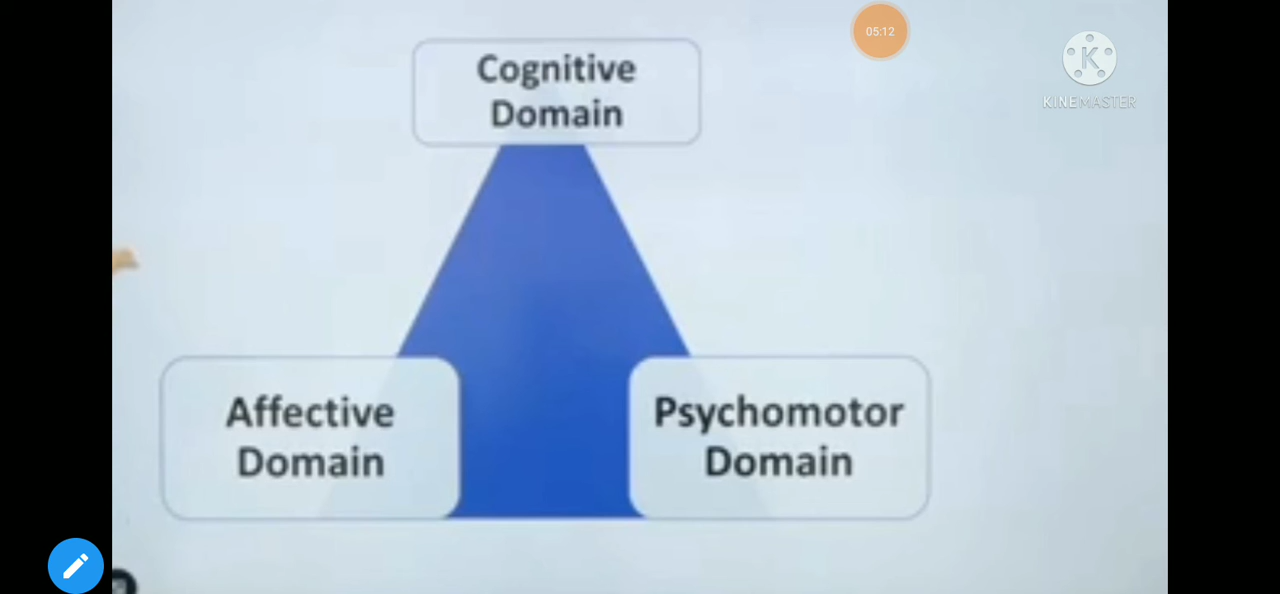 05:12
Cognitive
Domain
K
KINEMASTER
Affective
Domain
Psychomotor
Domain